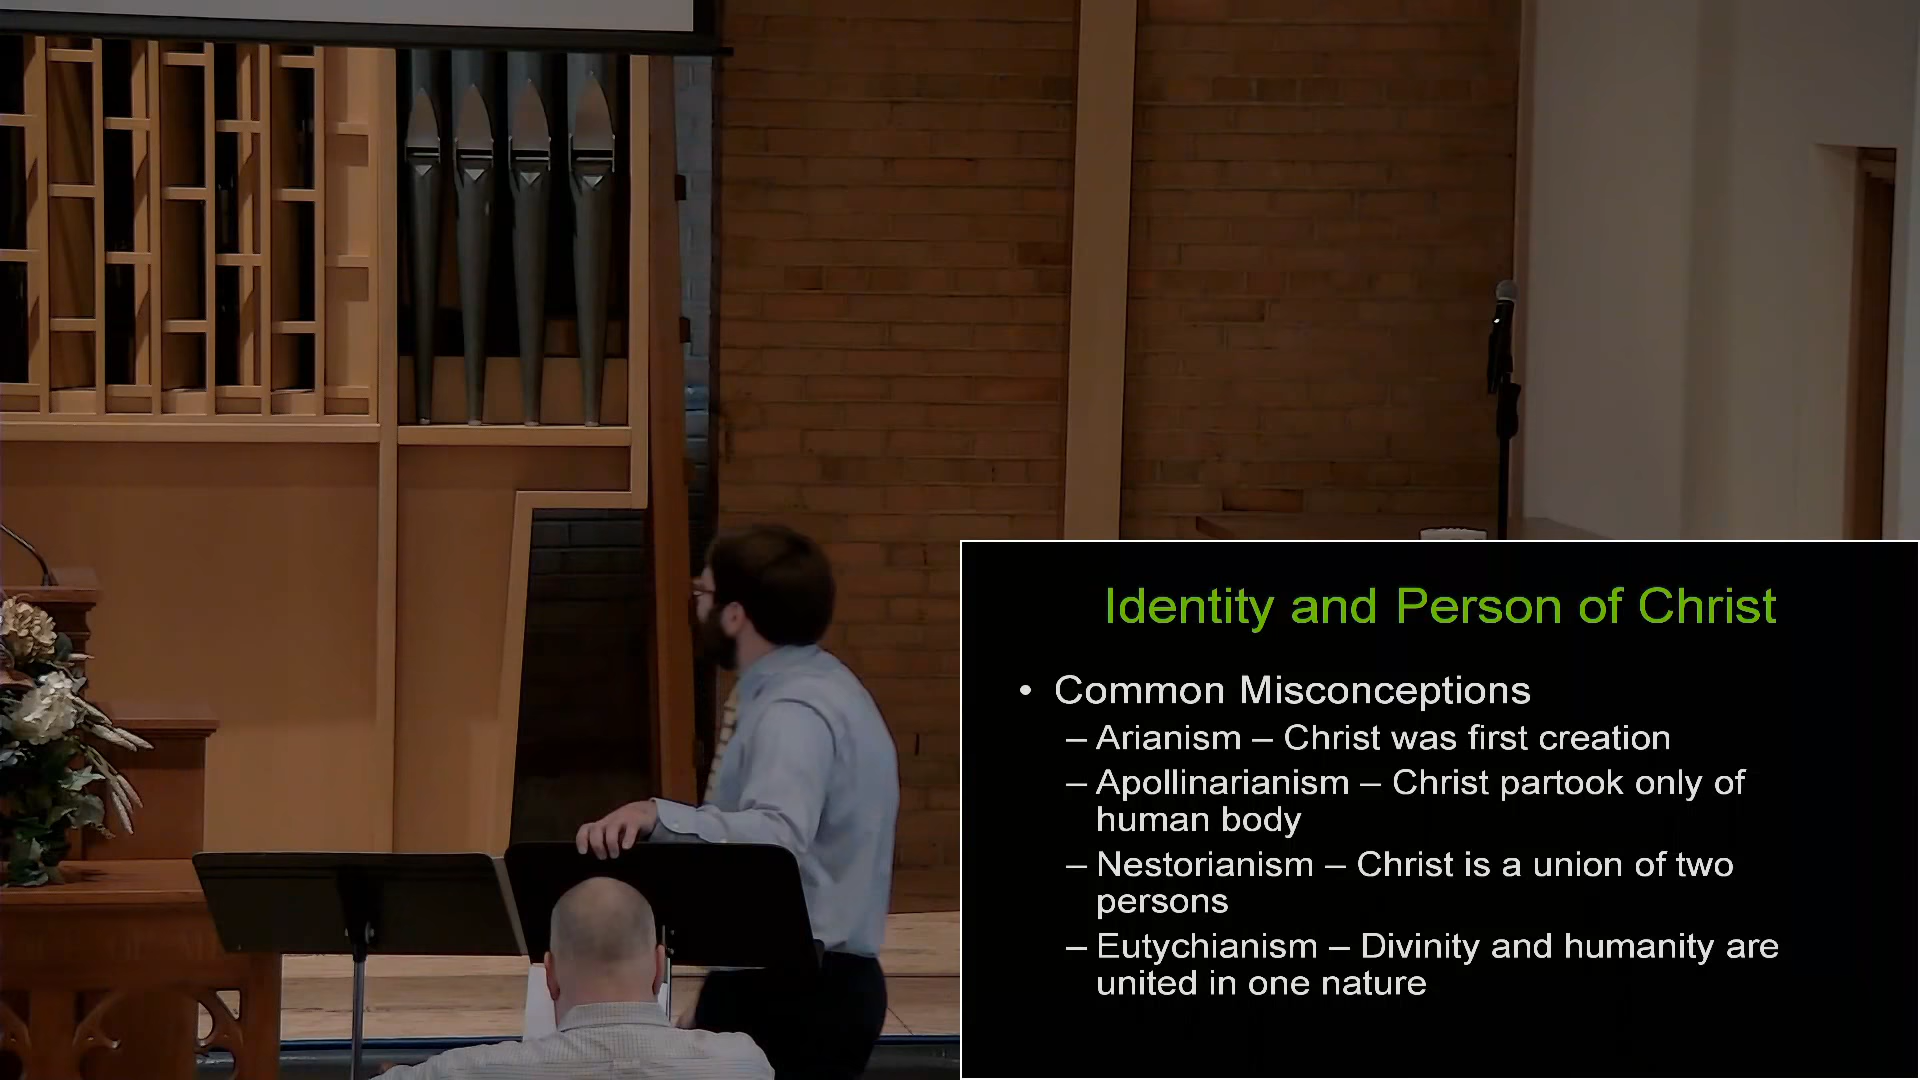 Identity and Person of Christ
• Common Misconceptions
– Arianism – Christ was first creation
– Apollinarianism – Christ partook only of
human body
– Nestorianism – Christ is a union of two
persons
– Eutychianism – Divinity and humanity are
united in one nature